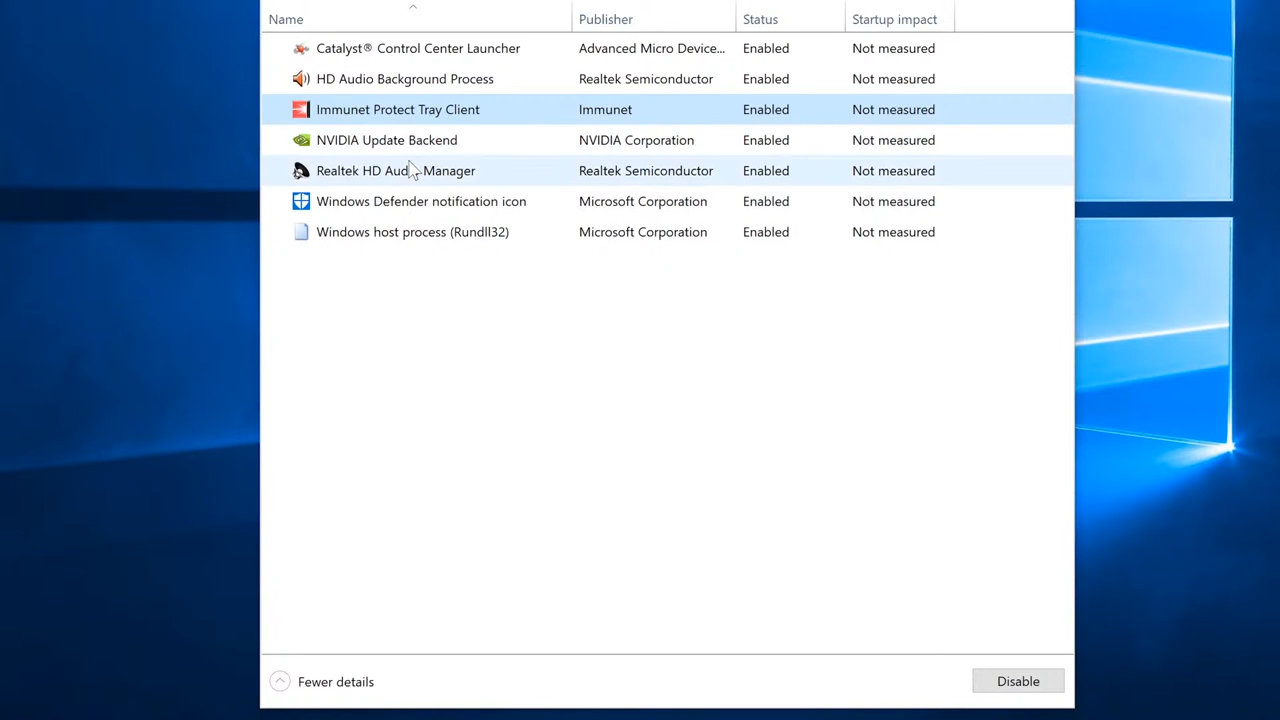 Name Publisher Status Startup impact
Catalyst® Control Center Launcher Advanced Micro Device... Enabled Not measured
HD Audio Background Process Realtek Semiconductor Enabled Not measured
Immunet Protect Tray Client Immunet Enabled Not measured
NVIDIA Update Backend NVIDIA Corporation Enabled Not measured
Realtek HD Audio Manager Realtek Semiconductor Enabled Not measured
Windows Defender notification icon Microsoft Corporation Enabled Not measured
Windows host process (Rundll32) Microsoft Corporation Enabled Not measured
Fewer details Disable